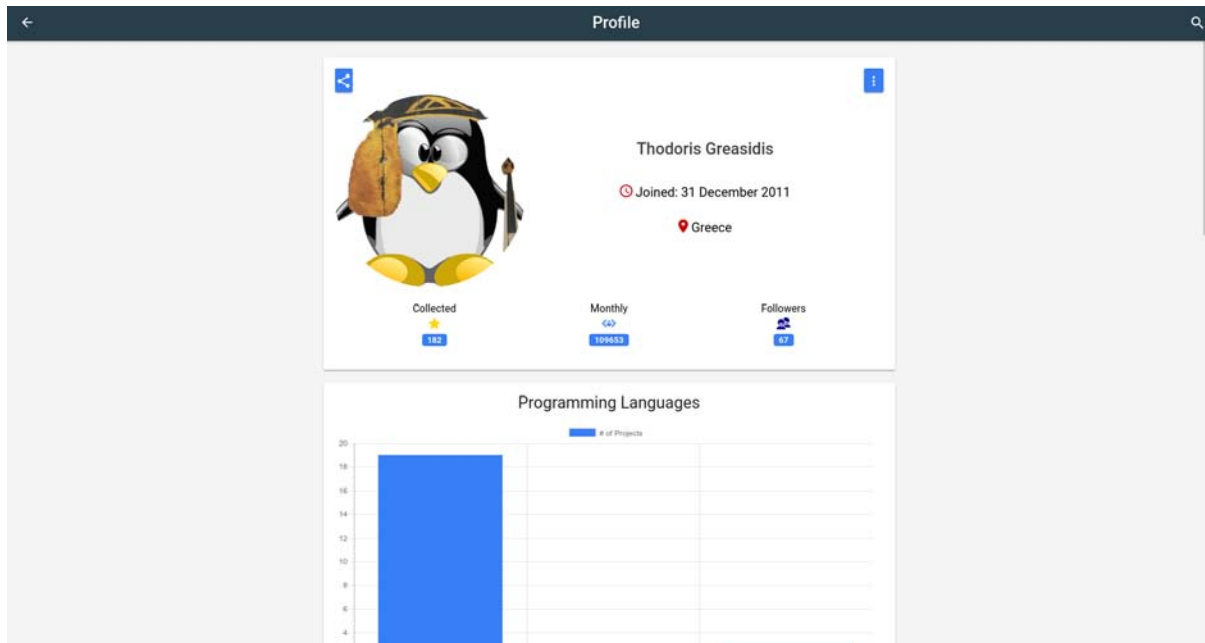 Profile
Thodoris Greasidis
Joined: 31 December 2011
Greece
Collected
Monthly
Followers
182
109653
67
Programming Languages
# of Projects
20
18
16
14
12
10
8
6
4